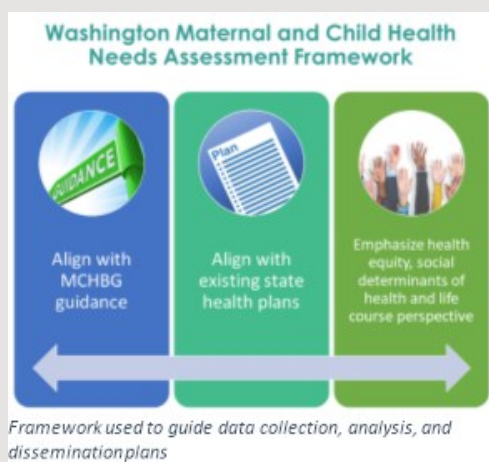 Washington Maternal and Child Health
Needs Assessment Framework
GUIDANCE
Align with
MCHBG
guidance
Plan
Align with
existing state
health plans
Emphasize health
equity, social
determinants of
health and life
course perspective
Framework used to guide data collection, analysis, and
dissemination plans